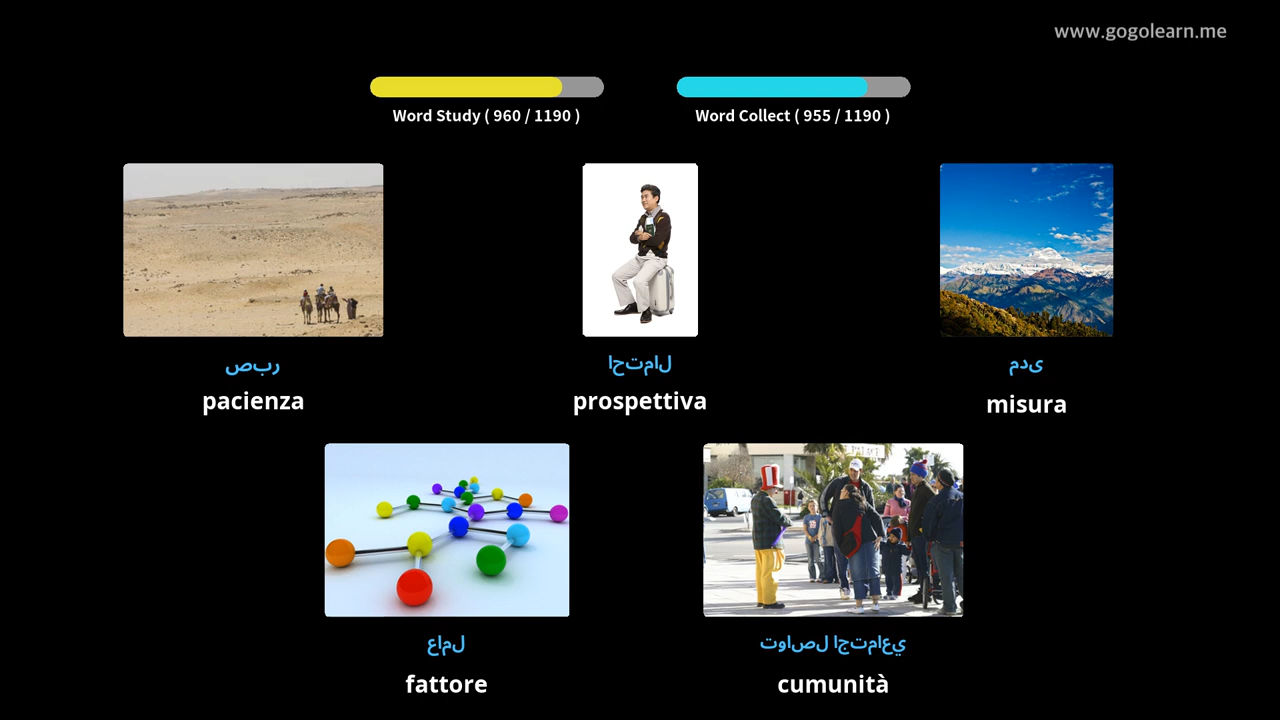 www.gogolearn.me
Word Study ( 960 / 1190 )
Word Collect ( 955 / 1190 )
صبر
pacienza
احتمال
prospettiva
مدى
misura
عامل
fattore
تواصل اجتماعي
cumunità